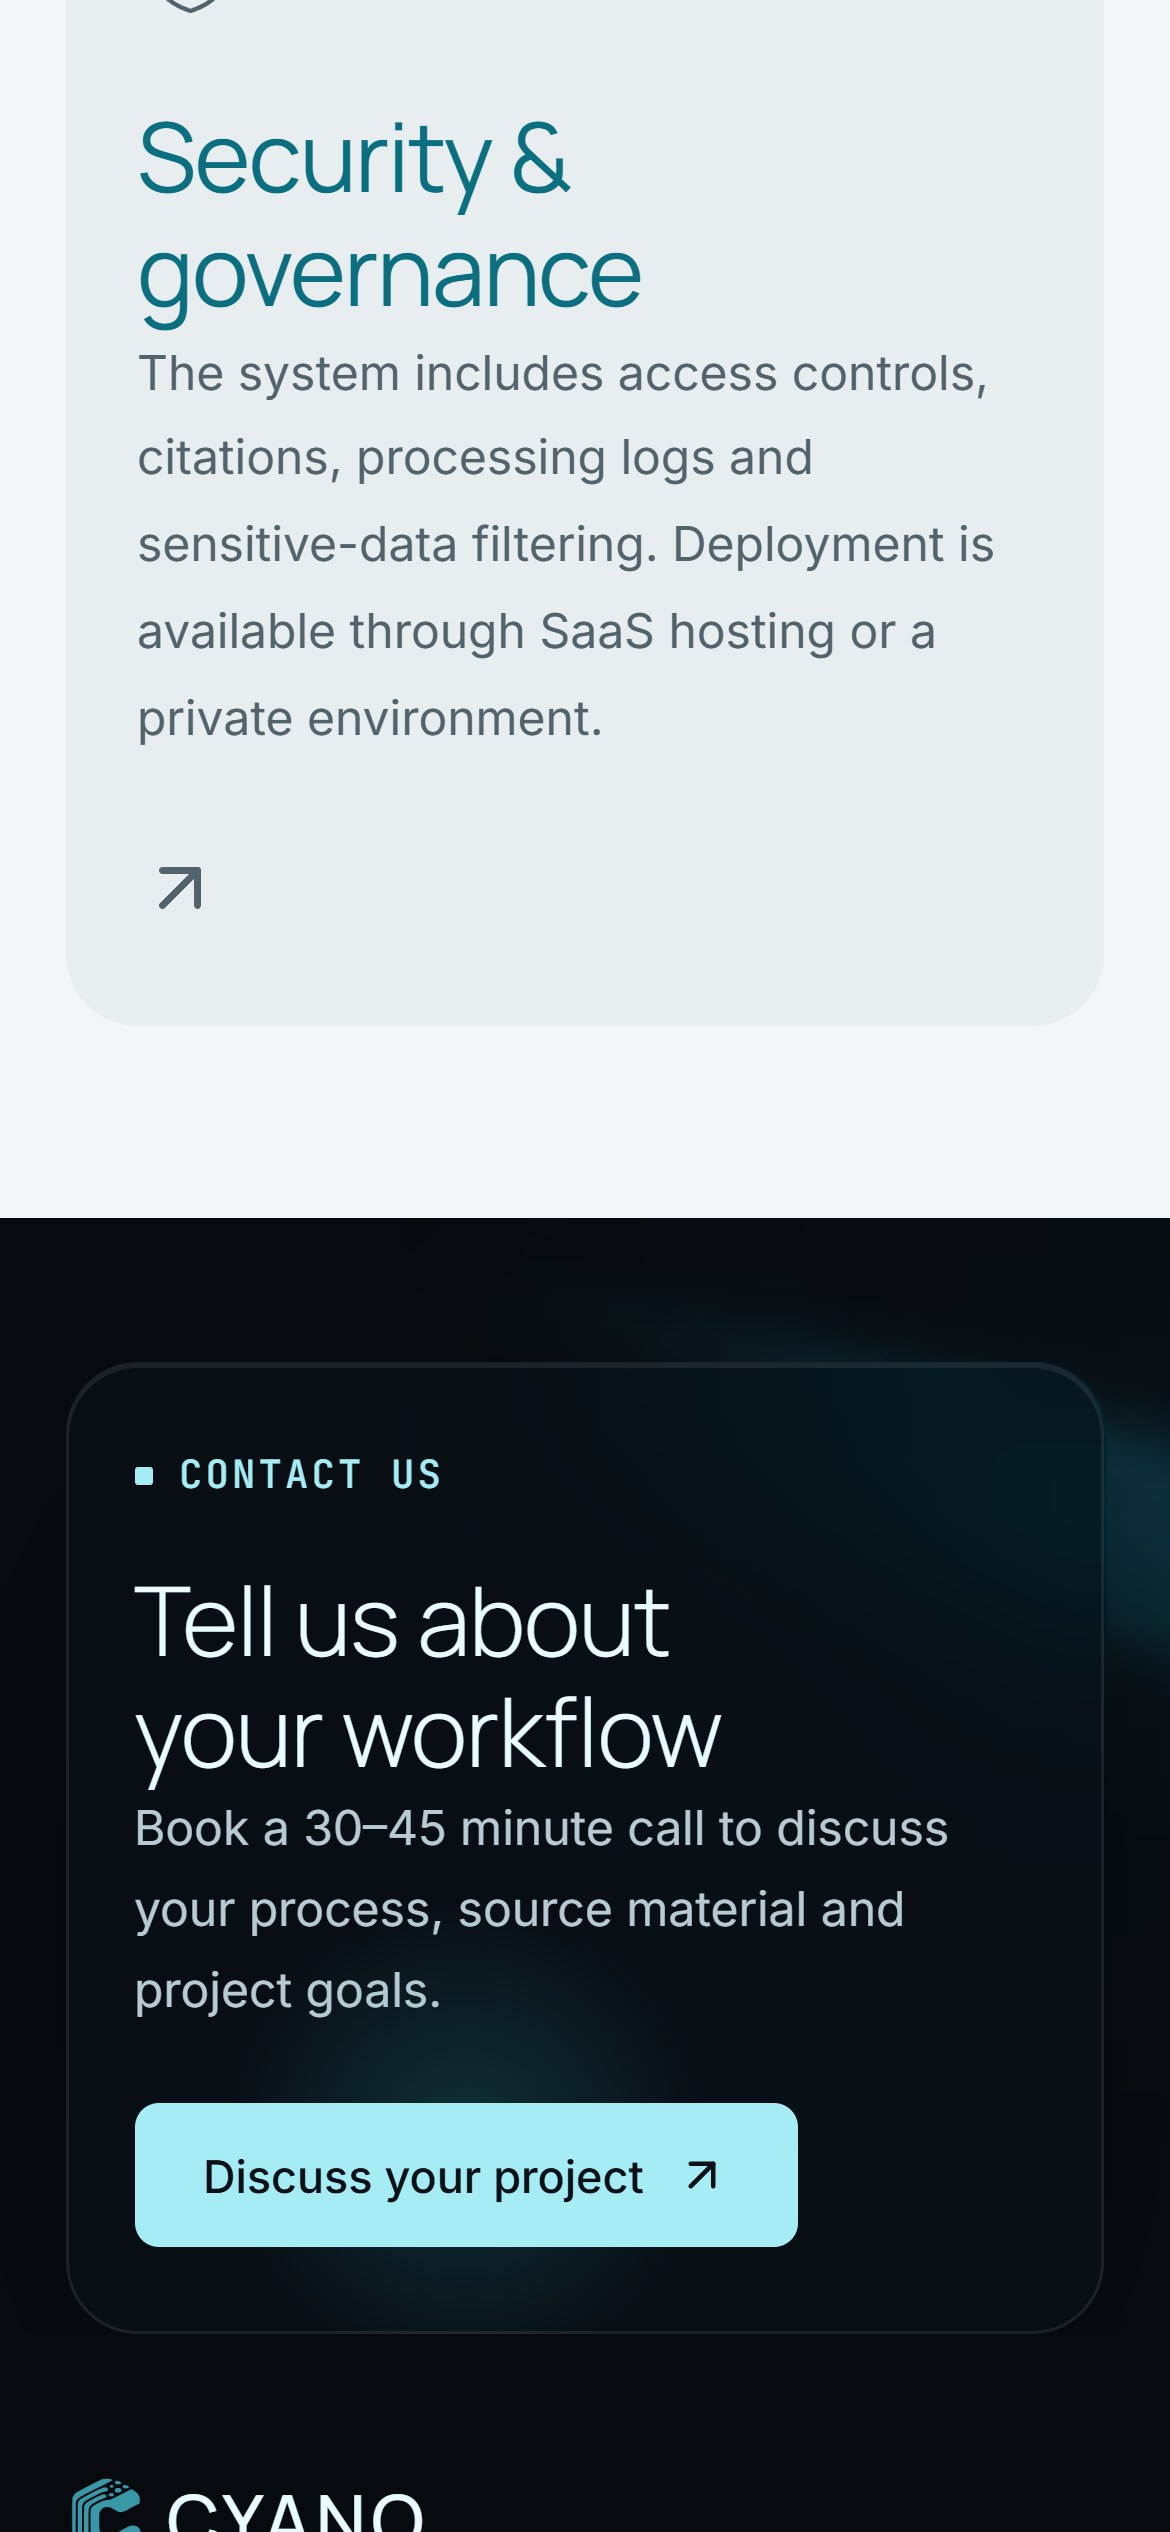 Security &
governance
The system includes access controls,
citations, processing logs and
sensitive-data filtering. Deployment is
available through SaaS hosting or a
private environment.
CONTACT US
Tell us about
your workflow
Book a 30–45 minute call to discuss
your process, source material and
project goals.
Discuss your project
CYANO